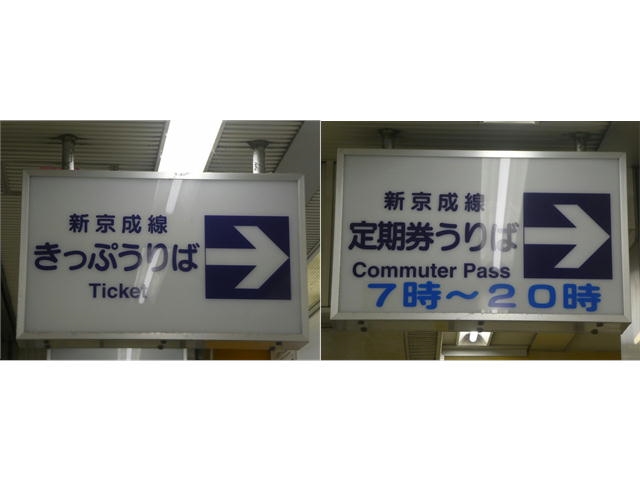 新京成線
きっぷうりば
Ticket
新京成線
定期券うりば
Commuter Pass
7時～20時